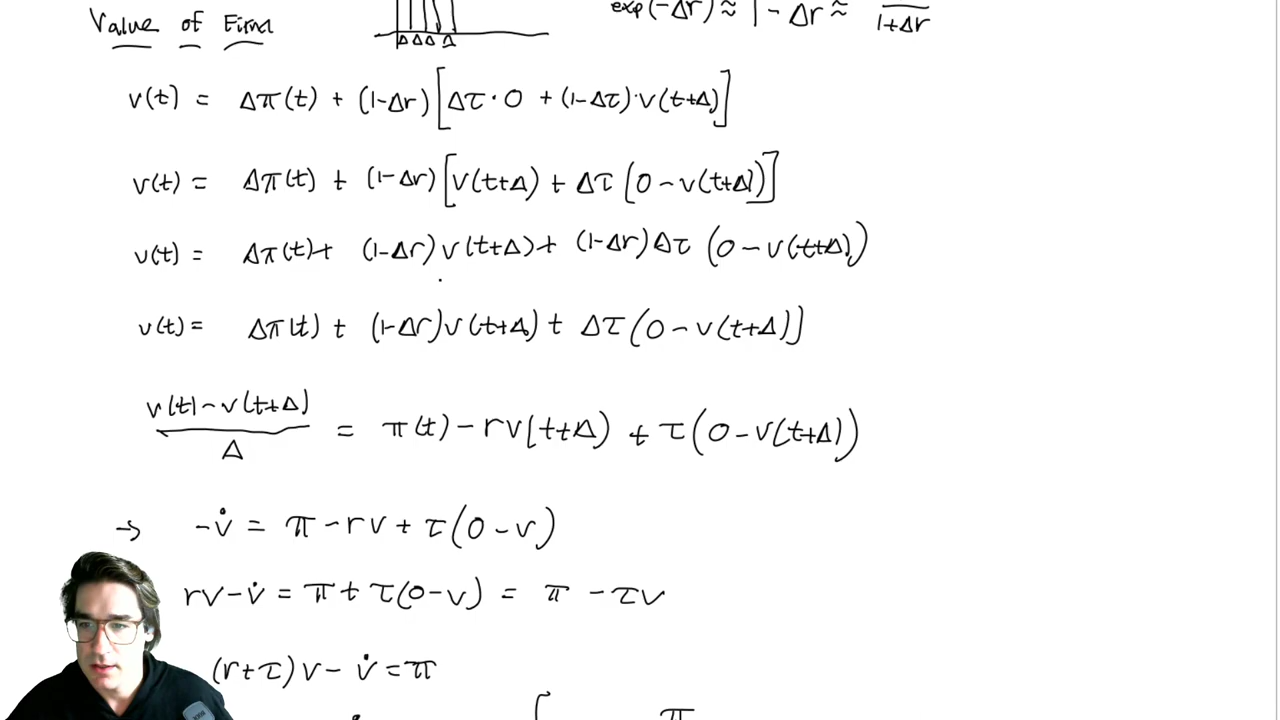 Value of Firm
Δ Δ Δ Δ
exp(-Δr) ≈ 1 - Δr ≈ 1/(1+Δr)
v(t) = Δπ(t) + (1-Δr)[Δτ · 0 + (1-Δτ)·v(t+Δ)]
v(t) = Δπ(t) + (1-Δr)[v(t+Δ) + Δτ(0 - v(t+Δ))]
v(t) = Δπ(t) + (1-Δr)v(t+Δ) + (1-Δr)Δτ(0 - v(t+Δ))
v(t) = Δπ(t) + (1-Δr)v(t+Δ) + Δτ(0 - v(t+Δ))
(v(t) - v(t+Δ))/Δ = π(t) - rv(t+Δ) + τ(0 - v(t+Δ))
→ -v̇ = π - rv + τ(0 - v)
rv - v̇ = π + τ(0 - v) = π - τv
(r+τ)v - v̇ = π
π